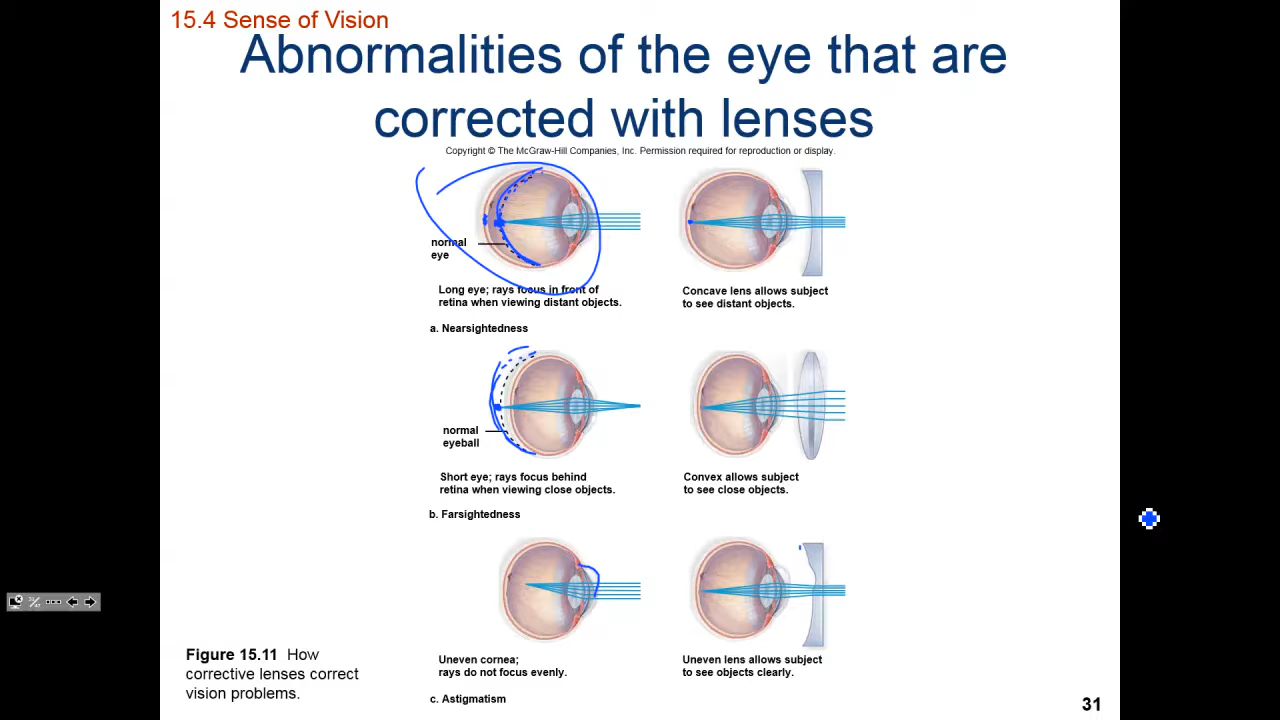 15.4 Sense of Vision
Abnormalities of the eye that are
corrected with lenses
Copyright © The McGraw-Hill Companies, Inc. Permission required for reproduction or display.
normal
eye
Long eye; rays focus in front of
retina when viewing distant objects.
Concave lens allows subject
to see distant objects.
a. Nearsightedness
normal
eyeball
Short eye; rays focus behind
retina when viewing close objects.
Convex allows subject
to see close objects.
b. Farsightedness
Uneven cornea;
rays do not focus evenly.
Uneven lens allows subject
to see objects clearly.
c. Astigmatism
Figure 15.11 How
corrective lenses correct
vision problems.
31